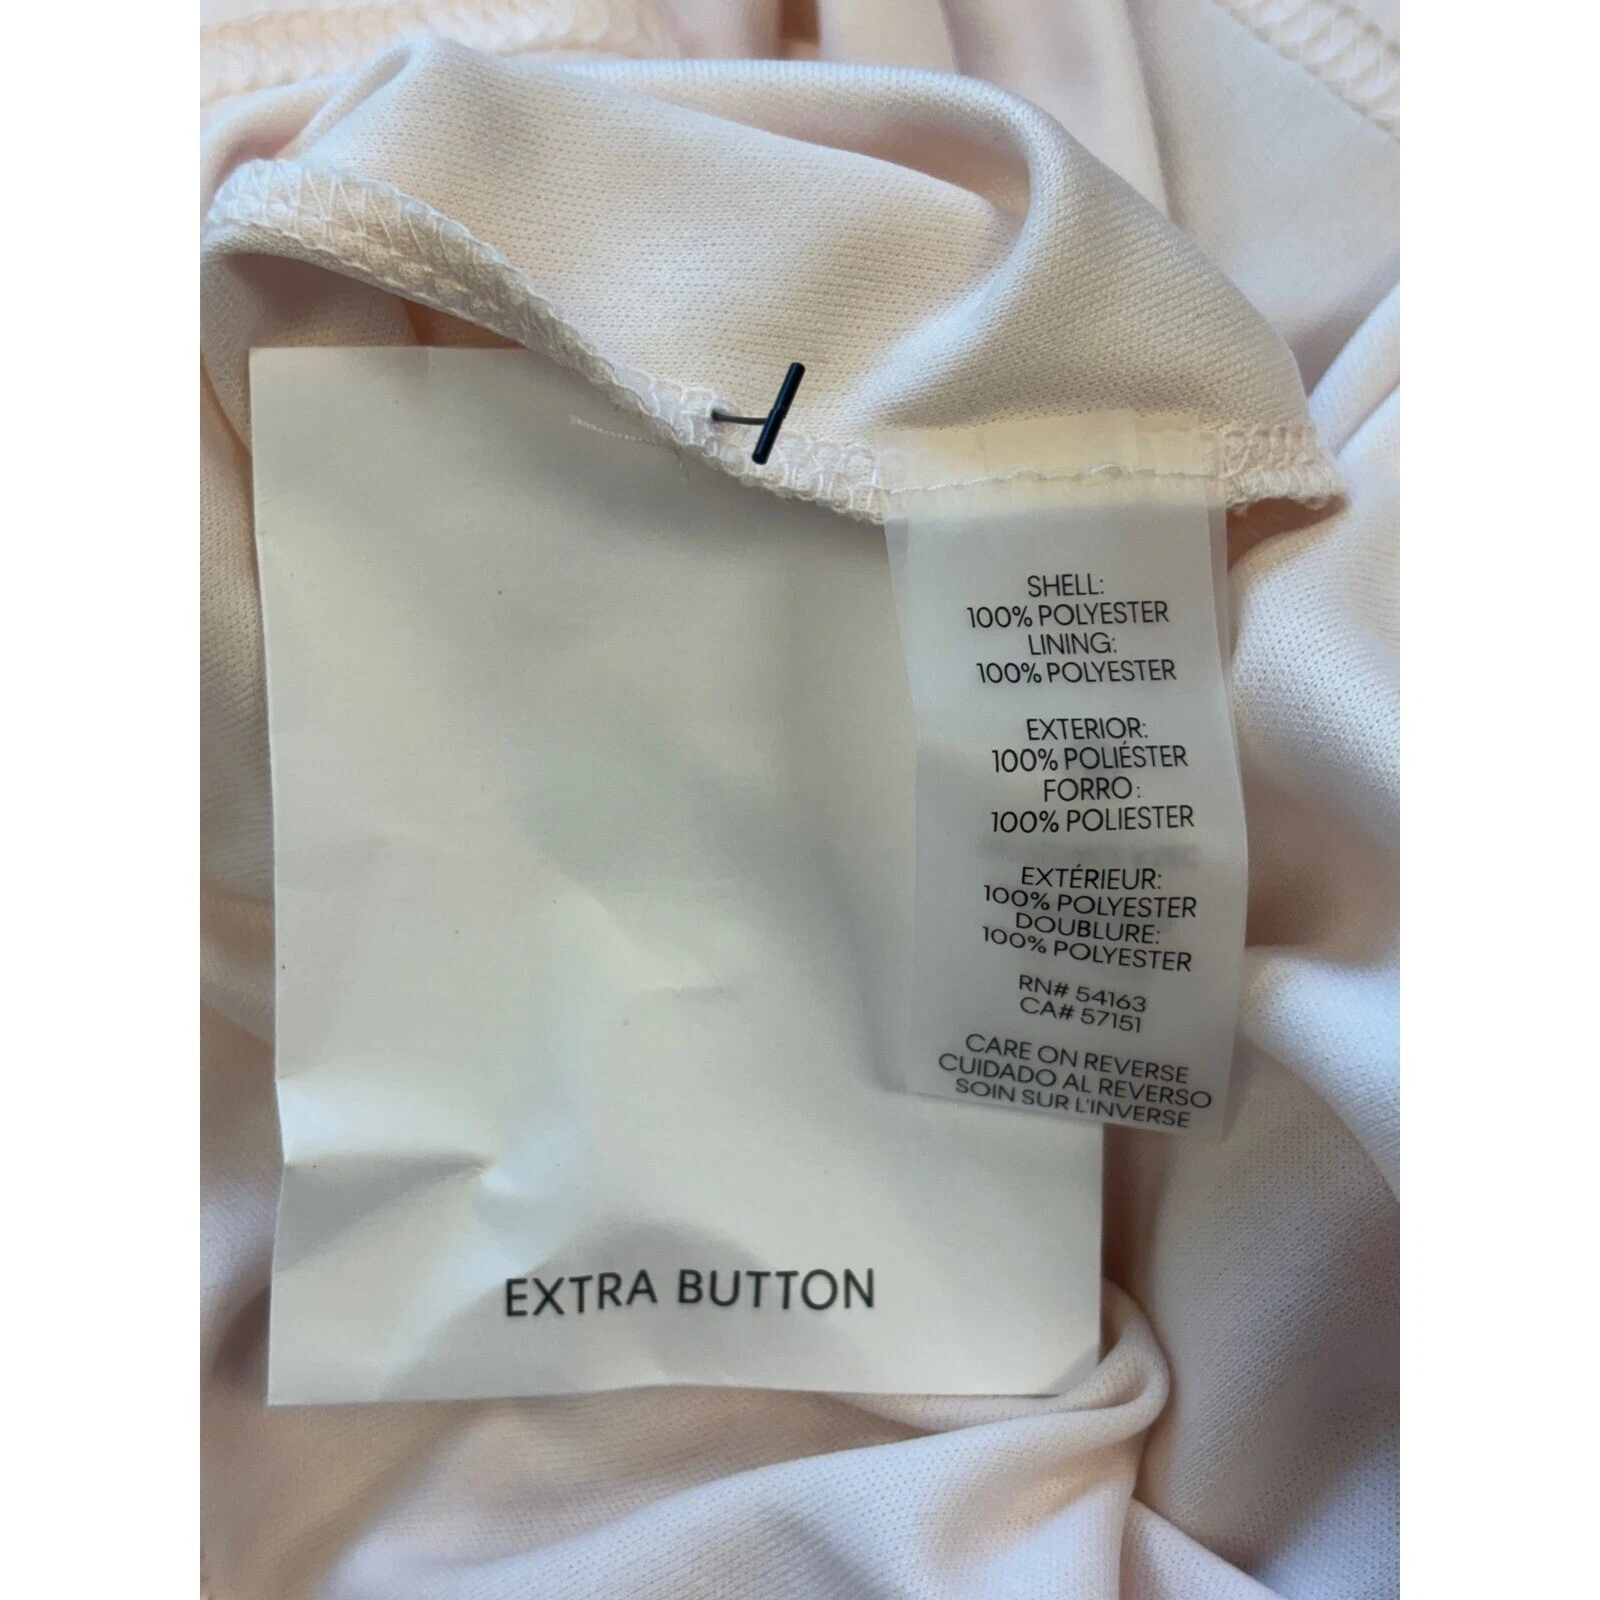 SHELL:
100% POLYESTER
LINING:
100% POLYESTER
EXTERIOR:
100% POLIÉSTER
FORRO:
100% POLIESTER
EXTÉRIEUR:
100% POLYESTER
DOUBLURE:
100% POLYESTER
RN# 54163
CA# 57151
CARE ON REVERSE
CUIDADO AL REVERSO
SOIN SUR L'INVERSE
EXTRA BUTTON